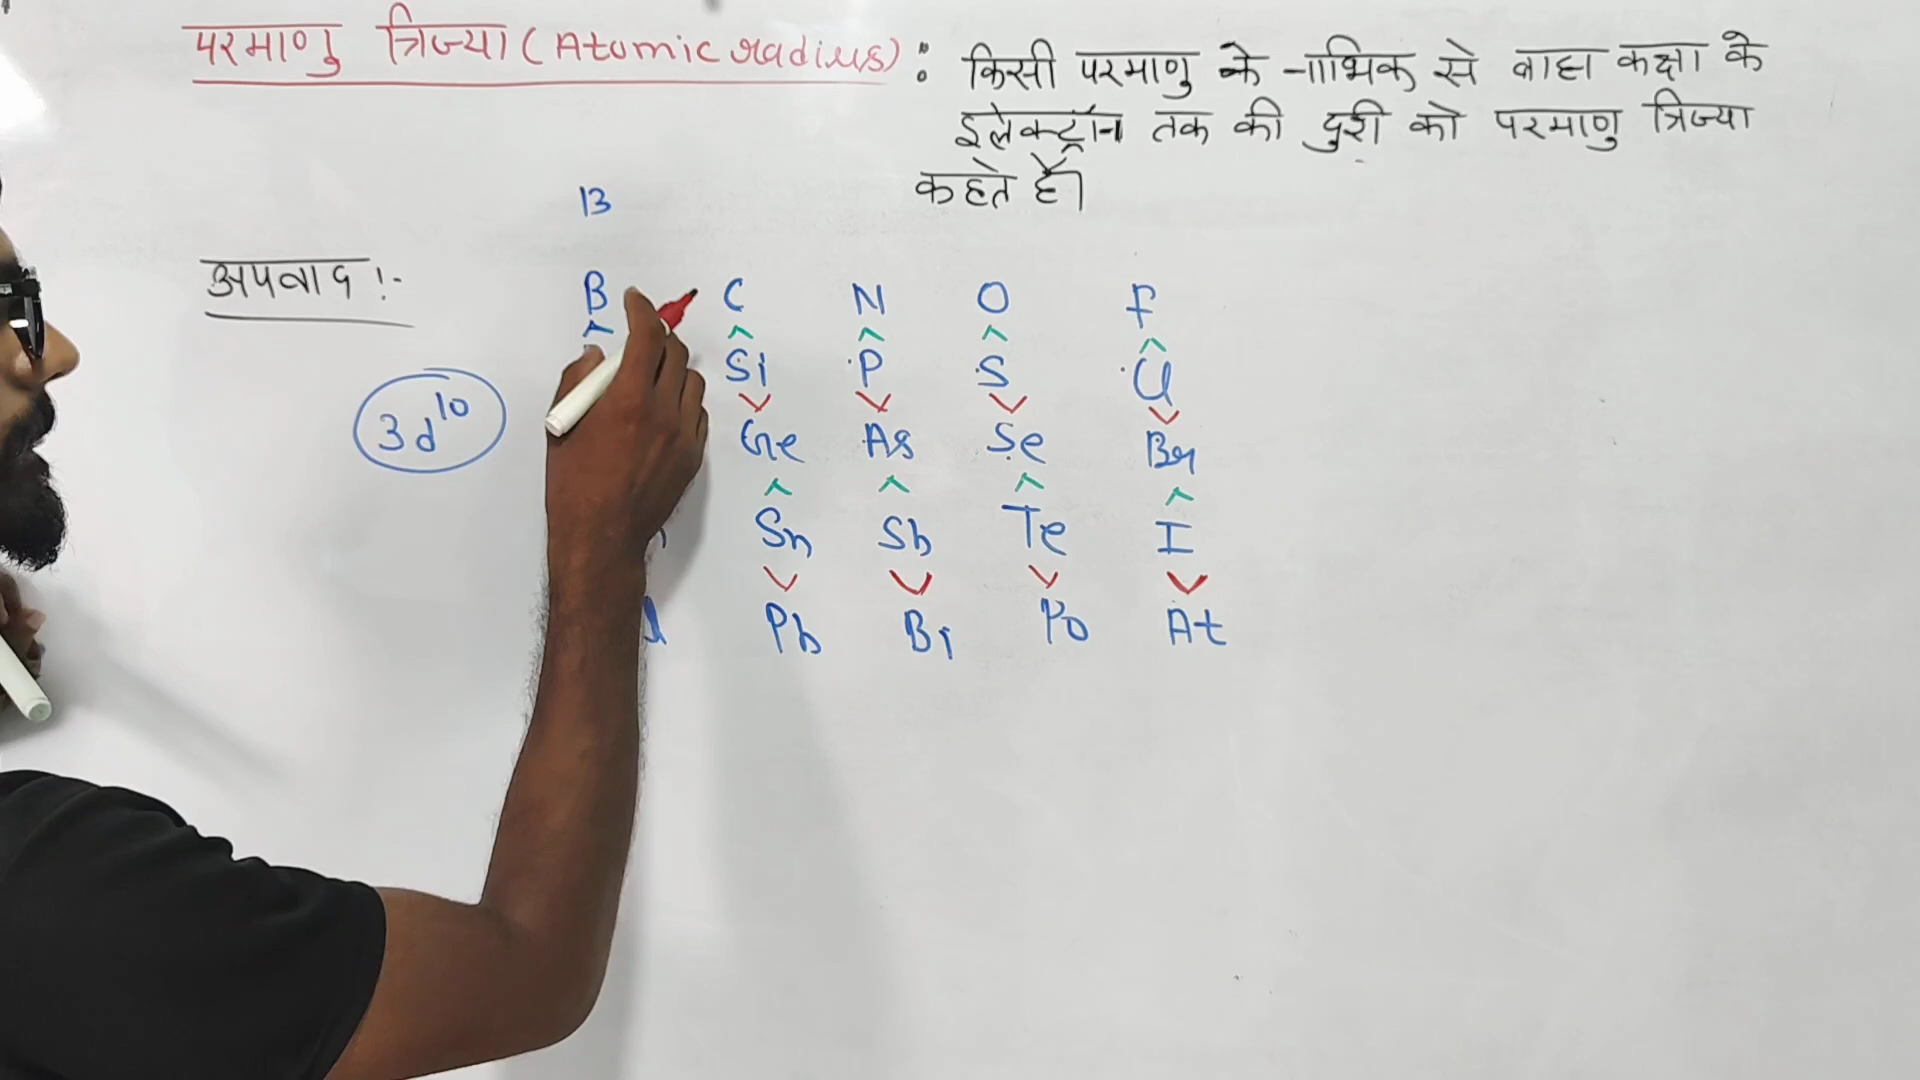 परमाणु त्रिज्या ( Atomic radius) : किसी परमाणु के नाभिक से बाह्य कक्षा के
इलेक्ट्रॉन तक की दुरी को परमाणु त्रिज्या
कहते हैं।
13
अपवाद :-
B C N O F
^ ^ ^ ^ ^
Si P S Cl
v v v v
3d¹⁰ Ge As Se Br
^ ^ ^ ^
Sn Sb Te I
v v v v
Pb Bi Po At